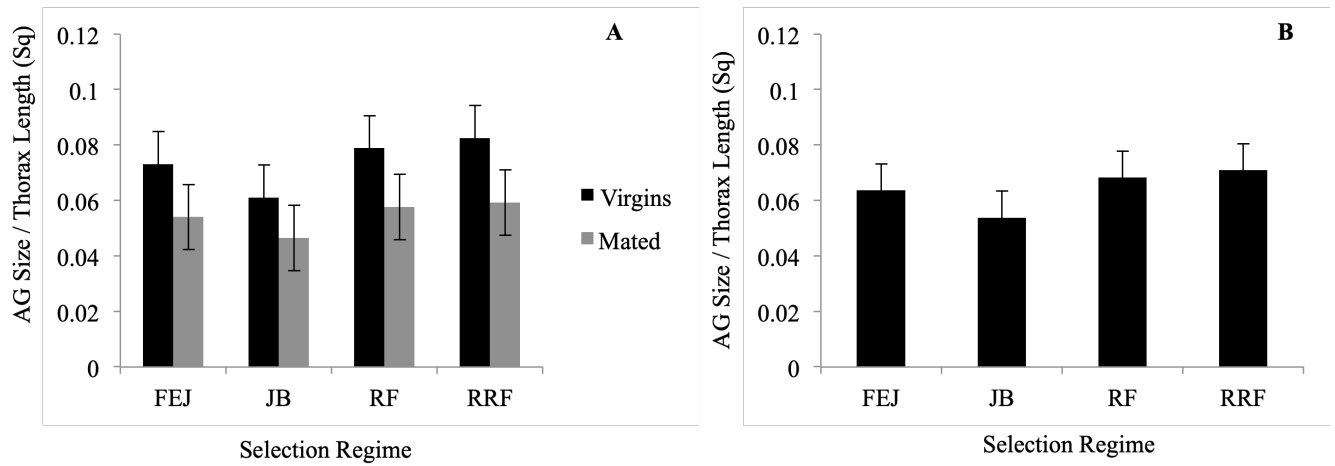 A
AG Size / Thorax Length (Sq)
0.12
0.1
0.08
0.06
0.04
0.02
0
FEJ JB RF RRF
Selection Regime
Virgins
Mated
B
AG Size / Thorax Length (Sq)
0.12
0.1
0.08
0.06
0.04
0.02
0
FEJ JB RF RRF
Selection Regime